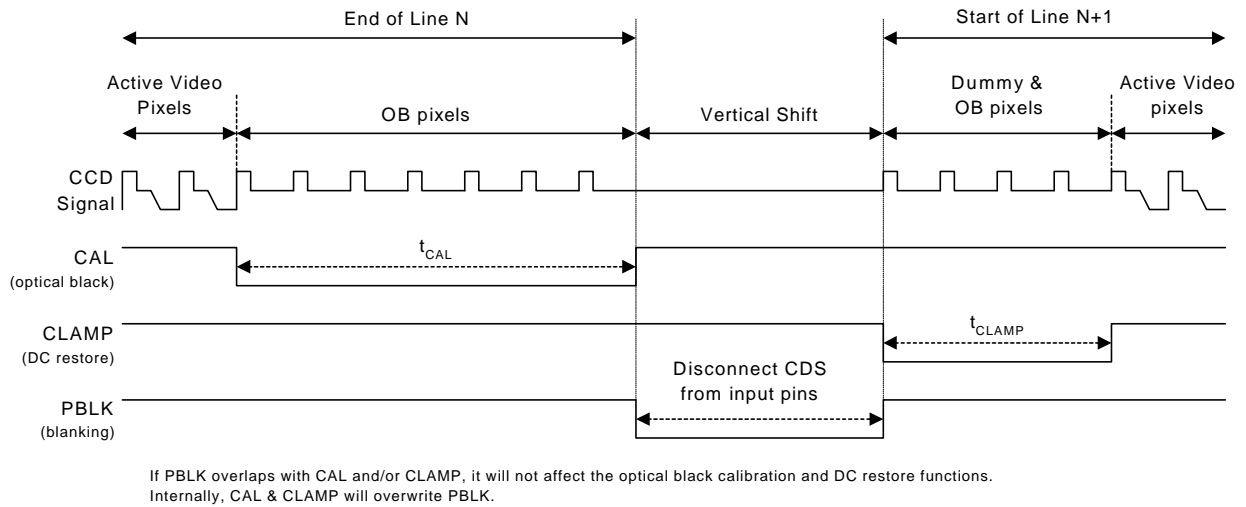 End of Line N
Start of Line N+1
Active Video
Pixels
OB pixels
Vertical Shift
Dummy &
OB pixels
Active Video
pixels
CCD
Signal
CAL
(optical black)
tCAL
CLAMP
(DC restore)
tCLAMP
Disconnect CDS
from input pins
PBLK
(blanking)
If PBLK overlaps with CAL and/or CLAMP, it will not affect the optical black calibration and DC restore functions.
Internally, CAL & CLAMP will overwrite PBLK.